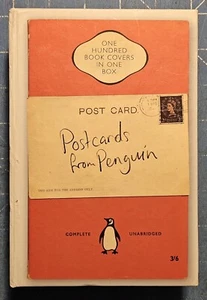 ONE
HUNDRED
BOOK COVERS
IN ONE
BOX
POST CARD.
Postcards
from Penguin
COMPLETE UNABRIDGED
3/6